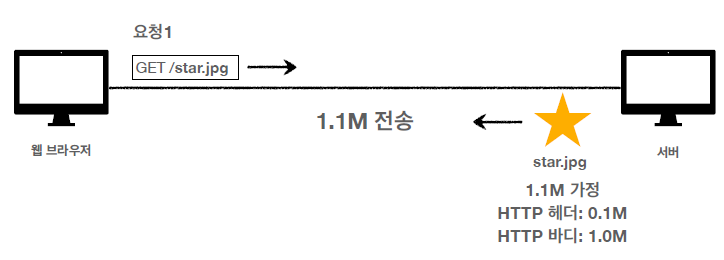 요청1
GET /star.jpg
1.1M 전송
웹 브라우저
서버
star.jpg
1.1M 가정
HTTP 헤더: 0.1M
HTTP 바디: 1.0M